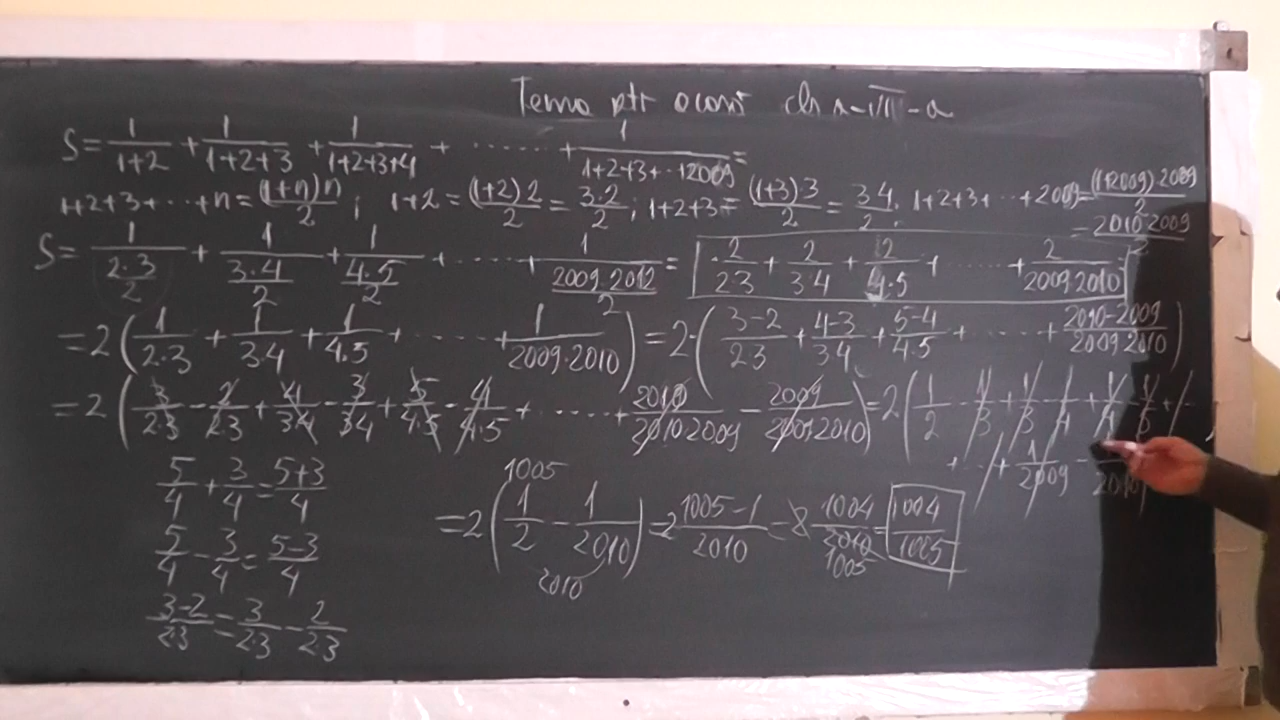 Tema ptr
S = 1/(1+2) + 1/(1+2+3) + 1/(1+2+3+4) + ······ + 1/(1+2+3+···+2009) =
1+2+3+···+n = (1+n)n/2 ; 1+2 = (1+2)2/2 = 3·2/2 ; 1+2+3 = (1+3)·3/2 = 3·4/2 ; 1+2+3+···+2009 = (1+2009)·2009/2 = 2010·2009/2
S = 1/(2·3/2) + 1/(3·4/2) + 1/(4·5/2) + ······ + 1/(2009·2012/2) = 2/2·3 + 2/3·4 + 2/4·5 + ······ + 2/2009·2010 =
= 2(1/2·3 + 1/3·4 + 1/4·5 + ······ + 1/2009·2010) = 2·(3-2/2·3 + 4-3/3·4 + 5-4/4·5 + ······ + 2010-2009/2009·2010)
= 2(3/2·3 - 2/2·3 + 4/3·4 - 3/3·4 + 5/4·5 - 4/4·5 + ······ + 2010/2010·2009 - 2009/2009·2010) = 2(1/2 - 1/3 + 1/3 - 1/4 + 1/4 - 1/5 + ···
+ ··· + 1/2009 - 1/2010
5/4 + 3/4 = 5+3/4
5/4 - 3/4 = 5-3/4
3-2/2·3 = 3/2·3 - 2/2·3
1005
= 2(1/2 - 1/2010) = 2 1005-1/2010 = 2 1004/2010 = 1004/1005
2010 1005